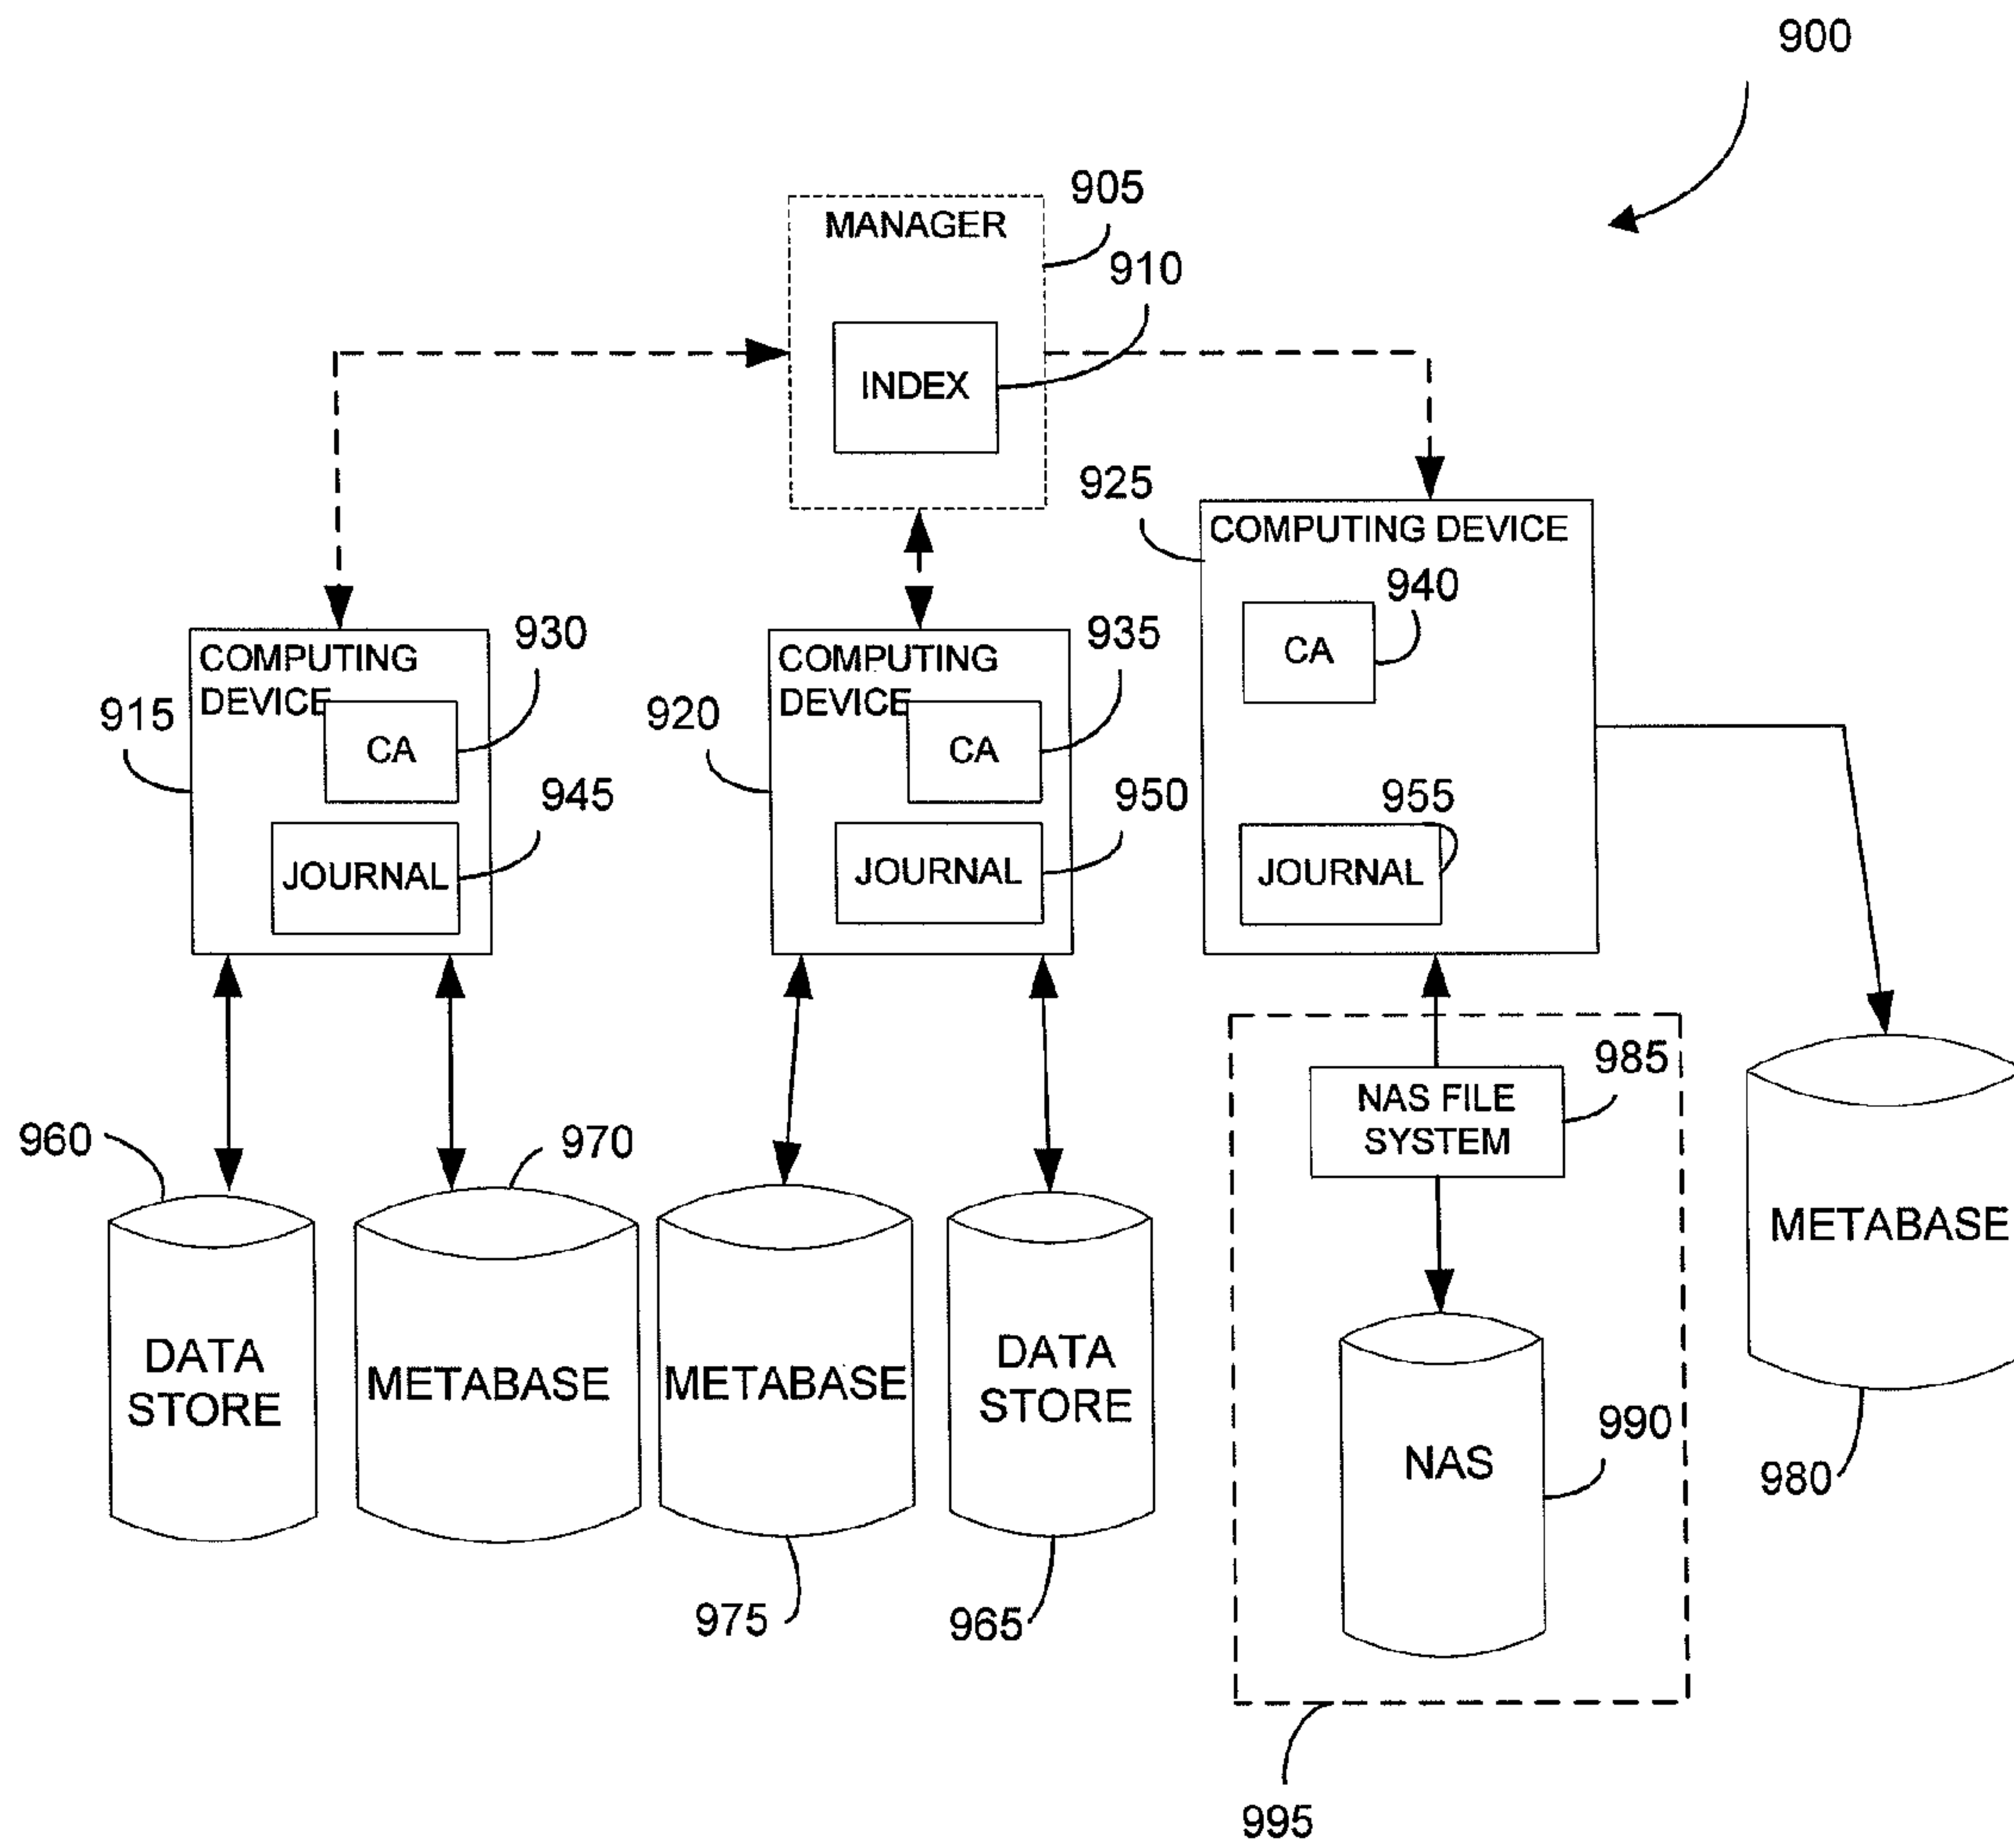 900
905
MANAGER
910
INDEX
925
COMPUTING DEVICE
940
CA
955
JOURNAL
930
COMPUTING
DEVICE
915
CA
945
JOURNAL
935
COMPUTING
DEVICE
920
CA
950
JOURNAL
985
NAS FILE
SYSTEM
960
970
METABASE
DATA
STORE
METABASE
METABASE
DATA
STORE
990
NAS
980
975
965
995